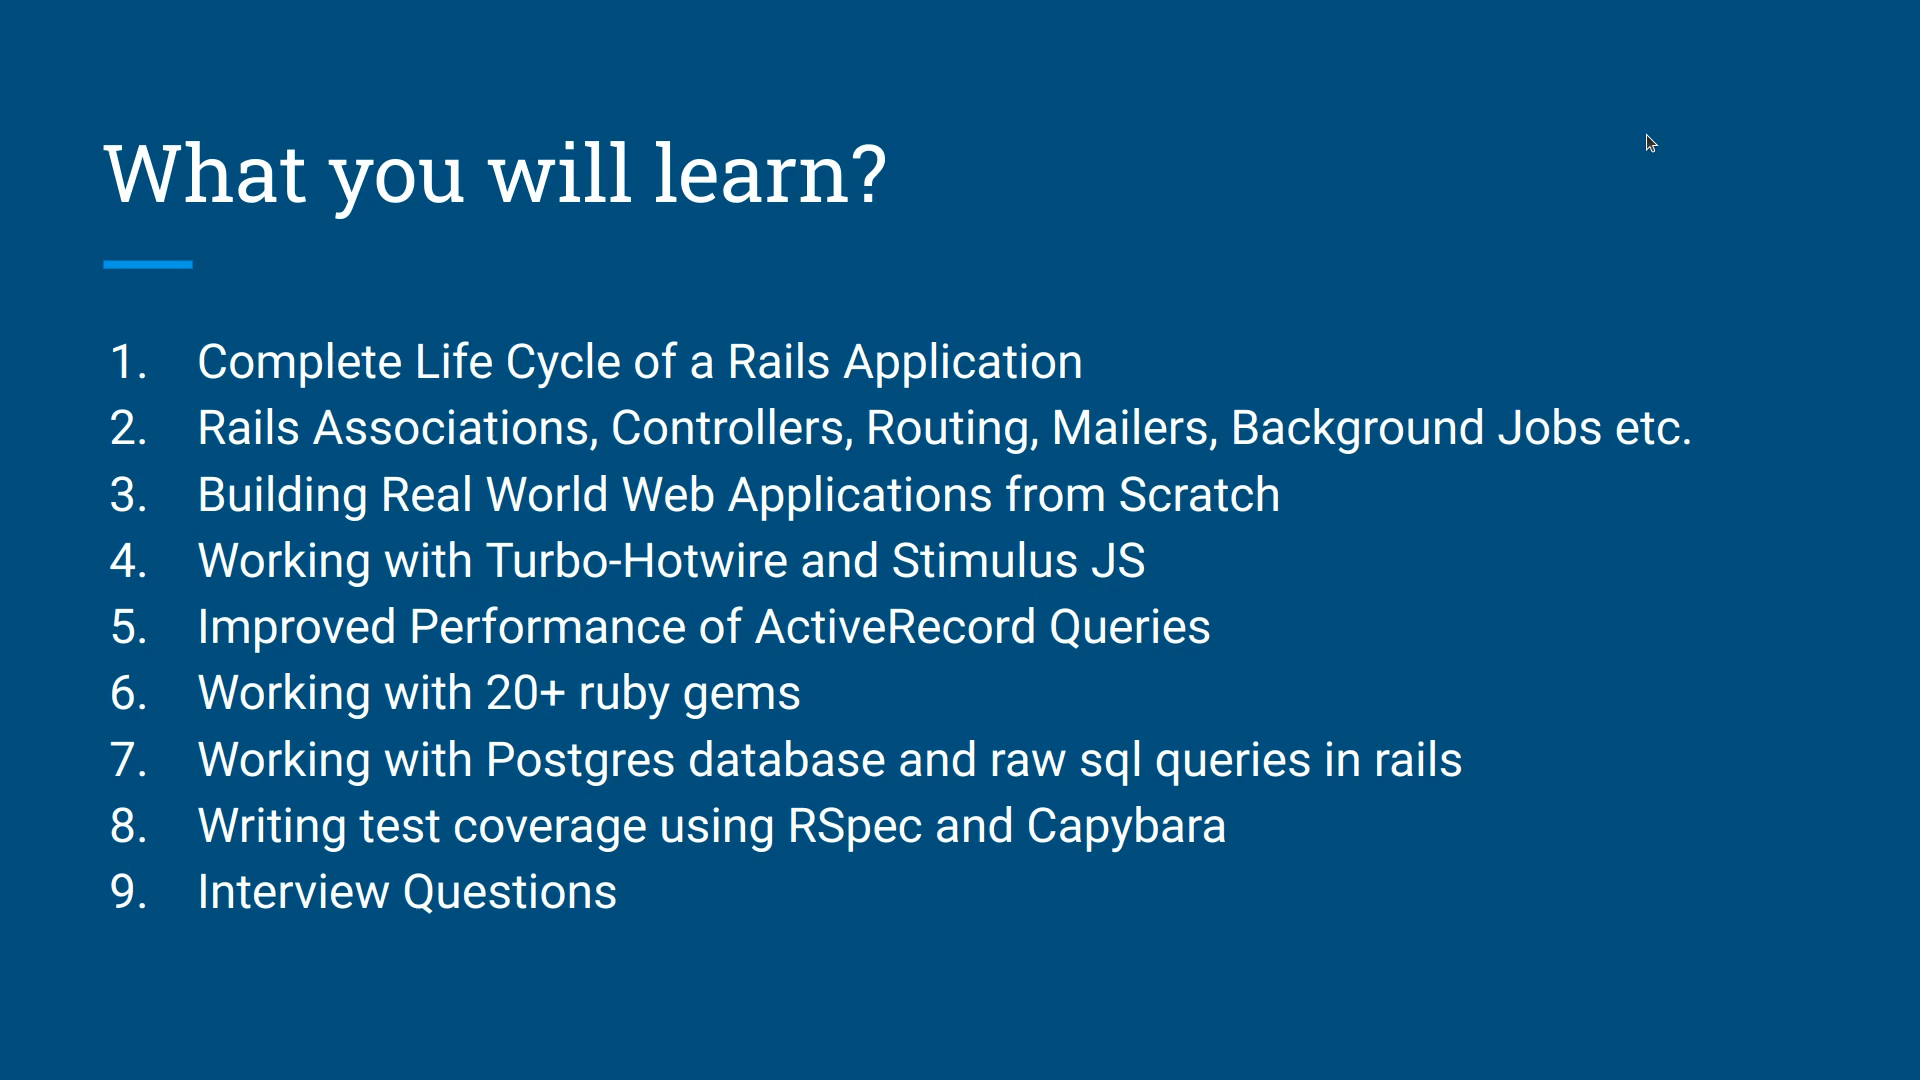 What you will learn?
1. Complete Life Cycle of a Rails Application
2. Rails Associations, Controllers, Routing, Mailers, Background Jobs etc.
3. Building Real World Web Applications from Scratch
4. Working with Turbo-Hotwire and Stimulus JS
5. Improved Performance of ActiveRecord Queries
6. Working with 20+ ruby gems
7. Working with Postgres database and raw sql queries in rails
8. Writing test coverage using RSpec and Capybara
9. Interview Questions